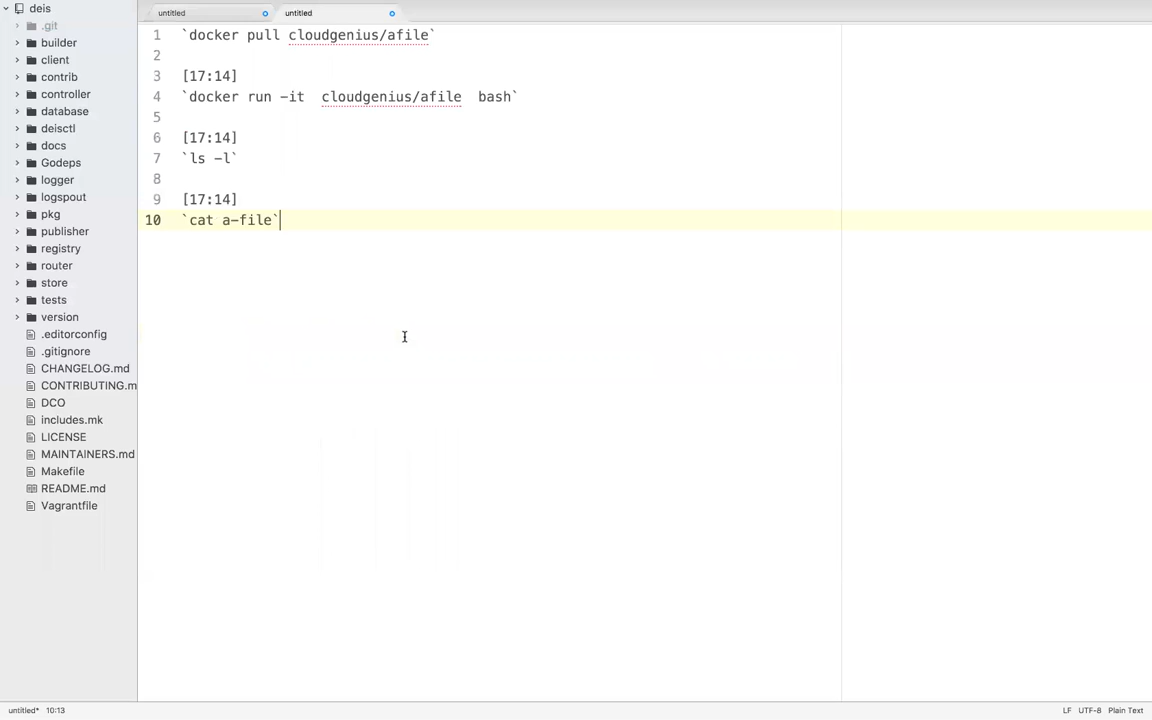 deis
.git
builder
client
contrib
controller
database
deisctl
docs
Godeps
logger
logspout
pkg
publisher
registry
router
store
tests
version
.editorconfig
.gitignore
CHANGELOG.md
CONTRIBUTING.m
DCO
includes.mk
LICENSE
MAINTAINERS.md
Makefile
README.md
Vagrantfile
untitled
untitled
1 `docker pull cloudgenius/afile`
2
3 [17:14]
4 `docker run -it  cloudgenius/afile  bash`
5
6 [17:14]
7 `ls -l`
8
9 [17:14]
10 `cat a-file`
untitled* 10:13
LF UTF-8 Plain Text